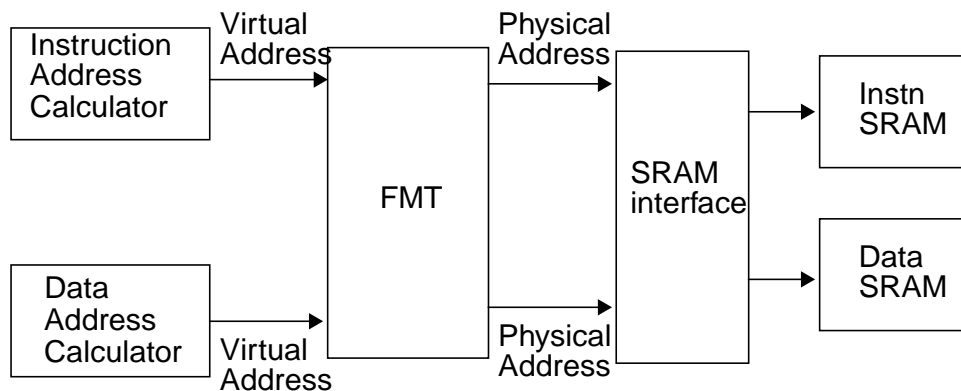 Instruction
Address
Calculator
Virtual
Address
FMT
Physical
Address
SRAM
interface
Instn
SRAM
Data
Address
Calculator
Virtual
Address
Physical
Address
Data
SRAM